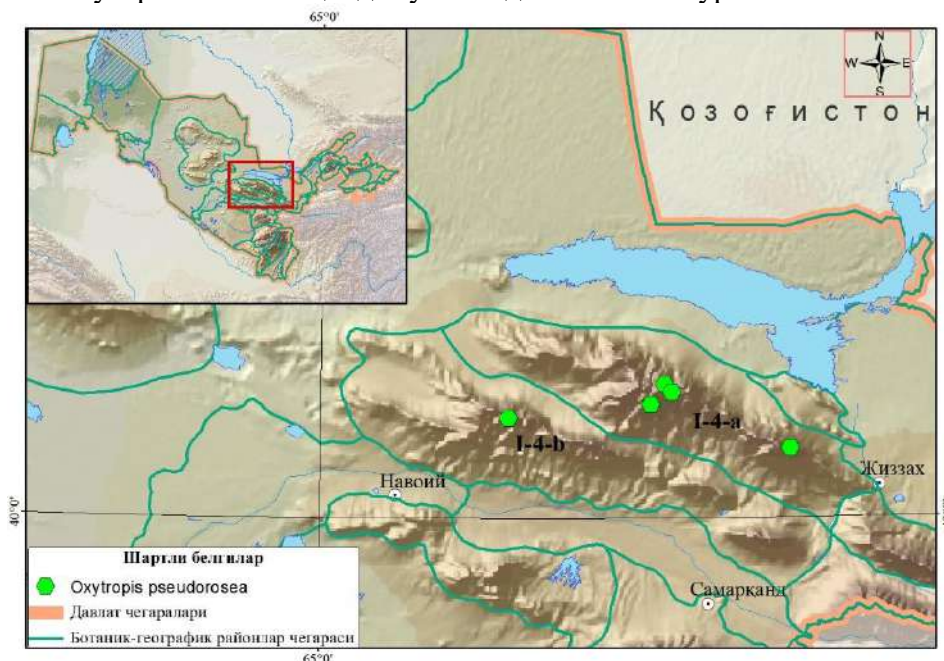 65°0'
N
W E
S
ҚОЗОҒИСТОН
I-4-a
I-4-b
Навоий
Жиззах
40°0'
Самарканд
Шартли белгилар
Oxytropis pseudorosea
Давлат чегаралари
Ботаник-географик районлар чегараси
65°0'